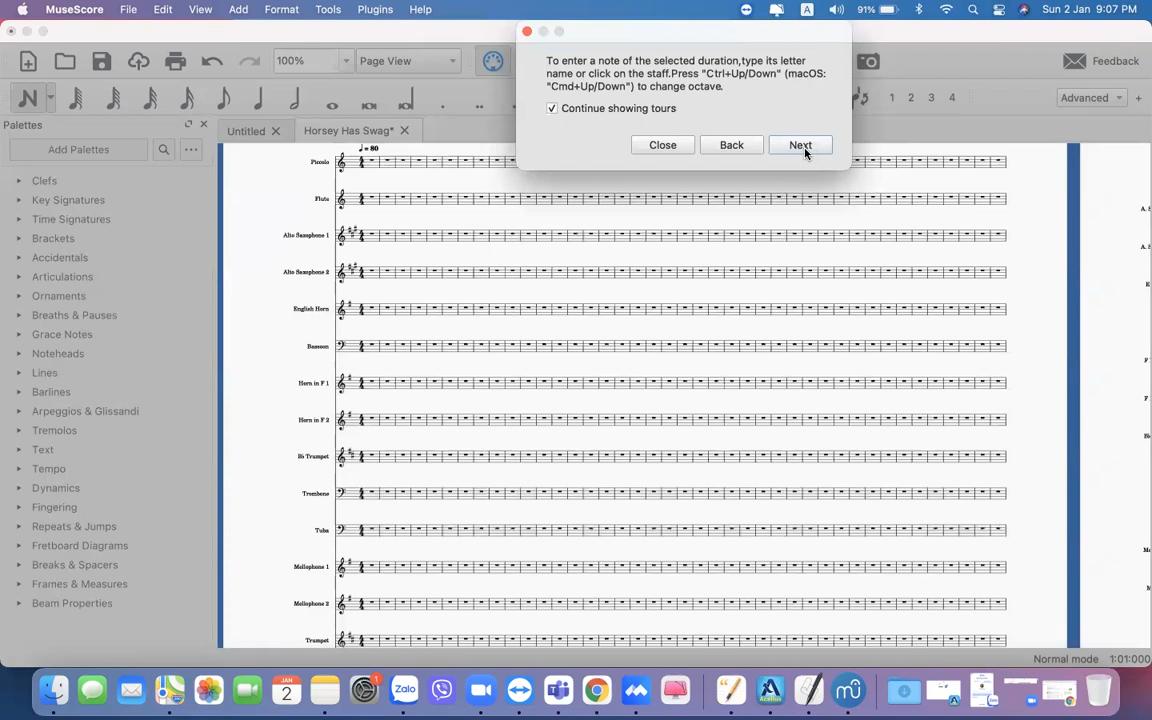 MuseScore File Edit View Add Format Tools Plugins Help
A 91% Sun 2 Jan 9:07 PM
100% Page View Feedback
To enter a note of the selected duration,type its letter
name or click on the staff.Press "Ctrl+Up/Down" (macOS:
"Cmd+Up/Down") to change octave.
Continue showing tours
Close Back Next
1 2 3 4 Advanced +
Palettes
Untitled Horsey Has Swag*
Add Palettes
Clefs
Key Signatures
Time Signatures
Brackets
Accidentals
Articulations
Ornaments
Breaths & Pauses
Grace Notes
Noteheads
Lines
Barlines
Arpeggios & Glissandi
Tremolos
Text
Tempo
Dynamics
Fingering
Repeats & Jumps
Fretboard Diagrams
Breaks & Spacers
Frames & Measures
Beam Properties
= 80
Piccolo
Flute
Alto Saxophone 1
Alto Saxophone 2
English Horn
Bassoon
Horn in F 1
Horn in F 2
Bb Trumpet
Trombone
Tuba
Mellophone 1
Mellophone 2
Trumpet
Normal mode 1:01:000
JAN
2
Zalo
1
Acellus